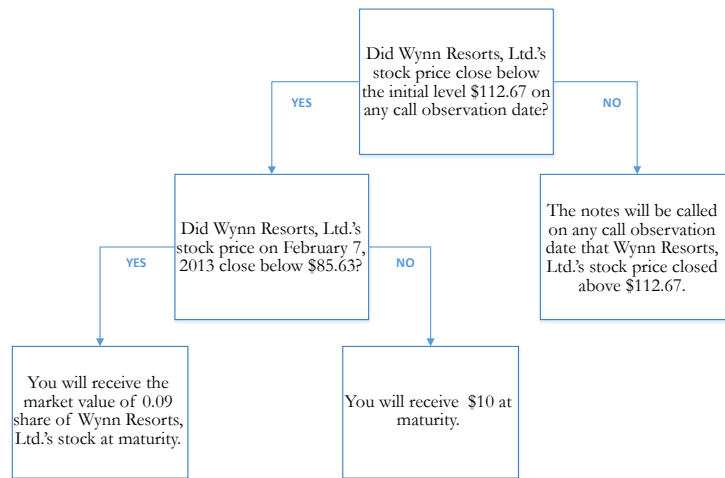 Did Wynn Resorts, Ltd.'s
stock price close below
the initial level $112.67 on
any call observation date?
YES
NO
Did Wynn Resorts, Ltd.'s
stock price on February 7,
2013 close below $85.63?
The notes will be called
on any call observation
date that Wynn Resorts,
Ltd.'s stock price closed
above $112.67.
YES
NO
You will receive the
market value of 0.09
share of Wynn Resorts,
Ltd.'s stock at maturity.
You will receive $10 at
maturity.